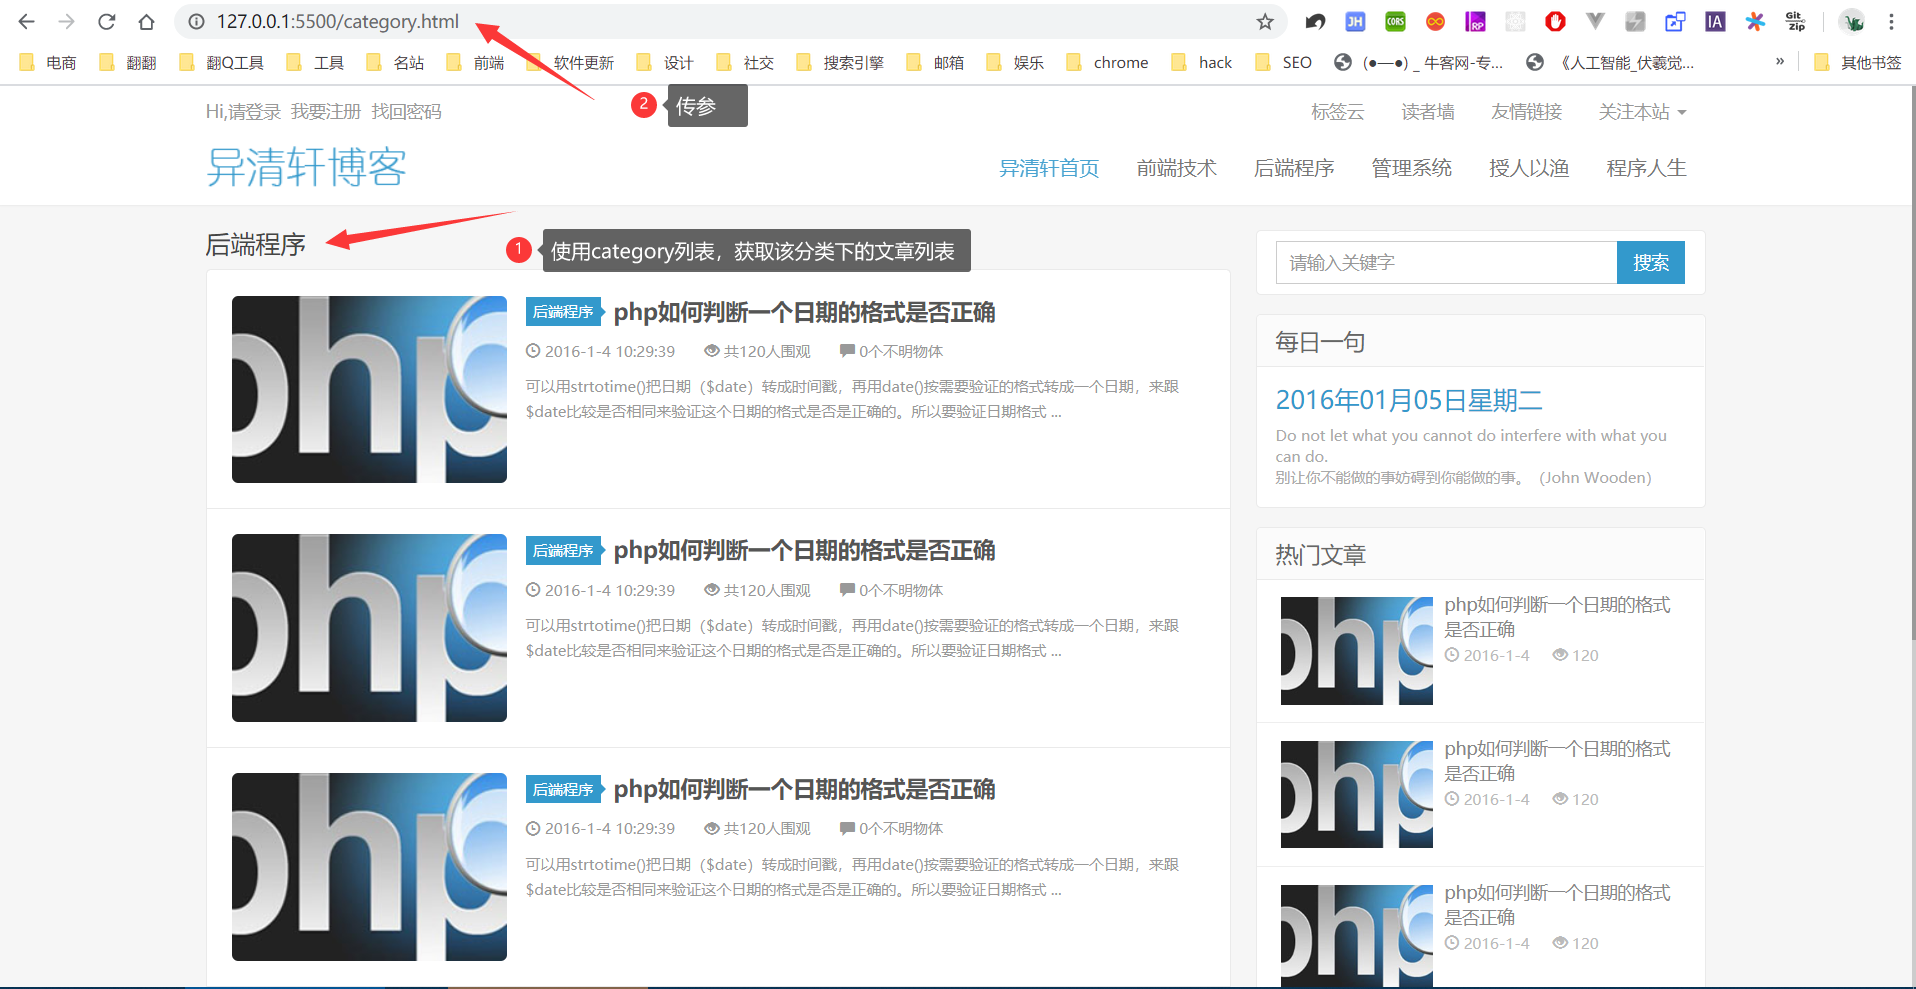 127.0.0.1:5500/category.html
JH CORS RP IA Git Zip
电商 翻翻 翻Q工具 工具 名站 前端 软件更新 设计 社交 搜索引擎 邮箱 娱乐 chrome hack SEO (●—●) _ 牛客网-专... 《人工智能_伏羲觉... » 其他书签
Hi,请登录 我要注册 找回密码
2 传参
标签云 读者墙 友情链接 关注本站
异清轩博客
异清轩首页 前端技术 后端程序 管理系统 授人以渔 程序人生
后端程序
1 使用category列表，获取该分类下的文章列表
php
后端程序 php如何判断一个日期的格式是否正确
2016-1-4 10:29:39 共120人围观 0个不明物体
可以用strtotime()把日期（$date）转成时间戳，再用date()按需要验证的格式转成一个日期，来跟
$date比较是否相同来验证这个日期的格式是否是正确的。所以要验证日期格式 ...
php
后端程序 php如何判断一个日期的格式是否正确
2016-1-4 10:29:39 共120人围观 0个不明物体
可以用strtotime()把日期（$date）转成时间戳，再用date()按需要验证的格式转成一个日期，来跟
$date比较是否相同来验证这个日期的格式是否是正确的。所以要验证日期格式 ...
php
后端程序 php如何判断一个日期的格式是否正确
2016-1-4 10:29:39 共120人围观 0个不明物体
可以用strtotime()把日期（$date）转成时间戳，再用date()按需要验证的格式转成一个日期，来跟
$date比较是否相同来验证这个日期的格式是否是正确的。所以要验证日期格式 ...
请输入关键字 搜索
每日一句
2016年01月05日星期二
Do not let what you cannot do interfere with what you
can do.
别让你不能做的事妨碍到你能做的事。（John Wooden）
热门文章
php
php如何判断一个日期的格式
是否正确
2016-1-4 120
php
php如何判断一个日期的格式
是否正确
2016-1-4 120
php
php如何判断一个日期的格式
是否正确
2016-1-4 120